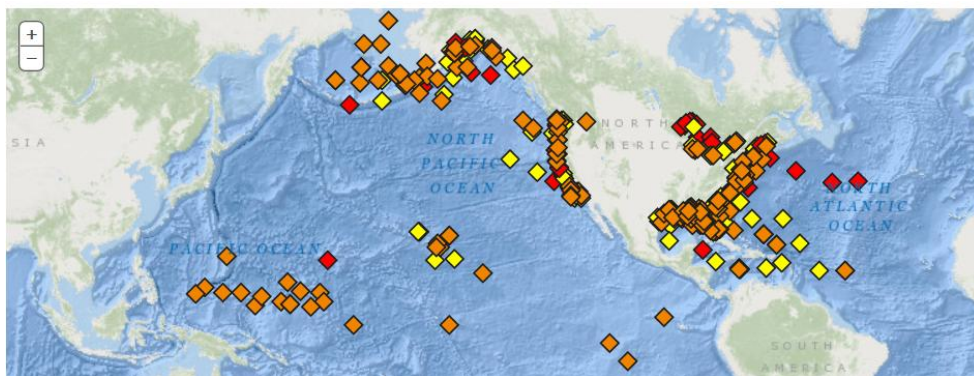 +
−
SIA
NORTH
PACIFIC
OCEAN
PACIFIC OCEAN
NORTH
AMERICA
NORTH
ATLANTIC
OCEAN
SOUTH
AMERICA